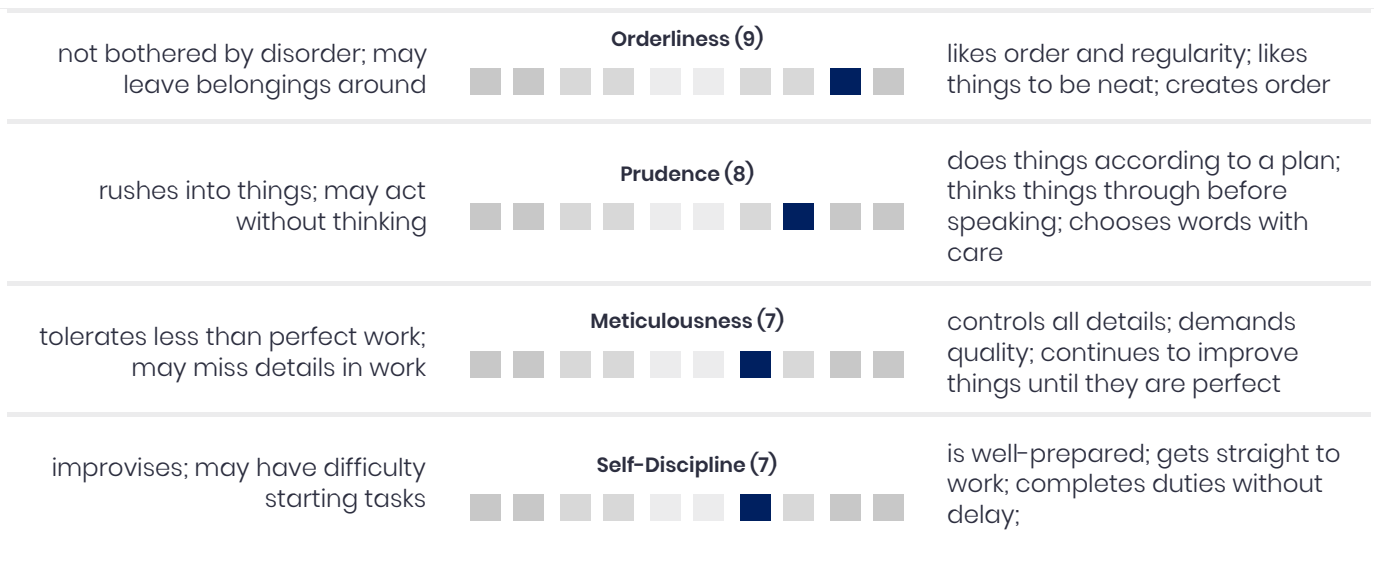 Orderliness (9)
not bothered by disorder; may
leave belongings around
likes order and regularity; likes
things to be neat; creates order
Prudence (8)
rushes into things; may act
without thinking
does things according to a plan;
thinks things through before
speaking; chooses words with
care
Meticulousness (7)
tolerates less than perfect work;
may miss details in work
controls all details; demands
quality; continues to improve
things until they are perfect
Self-Discipline (7)
improvises; may have difficulty
starting tasks
is well-prepared; gets straight to
work; completes duties without
delay;